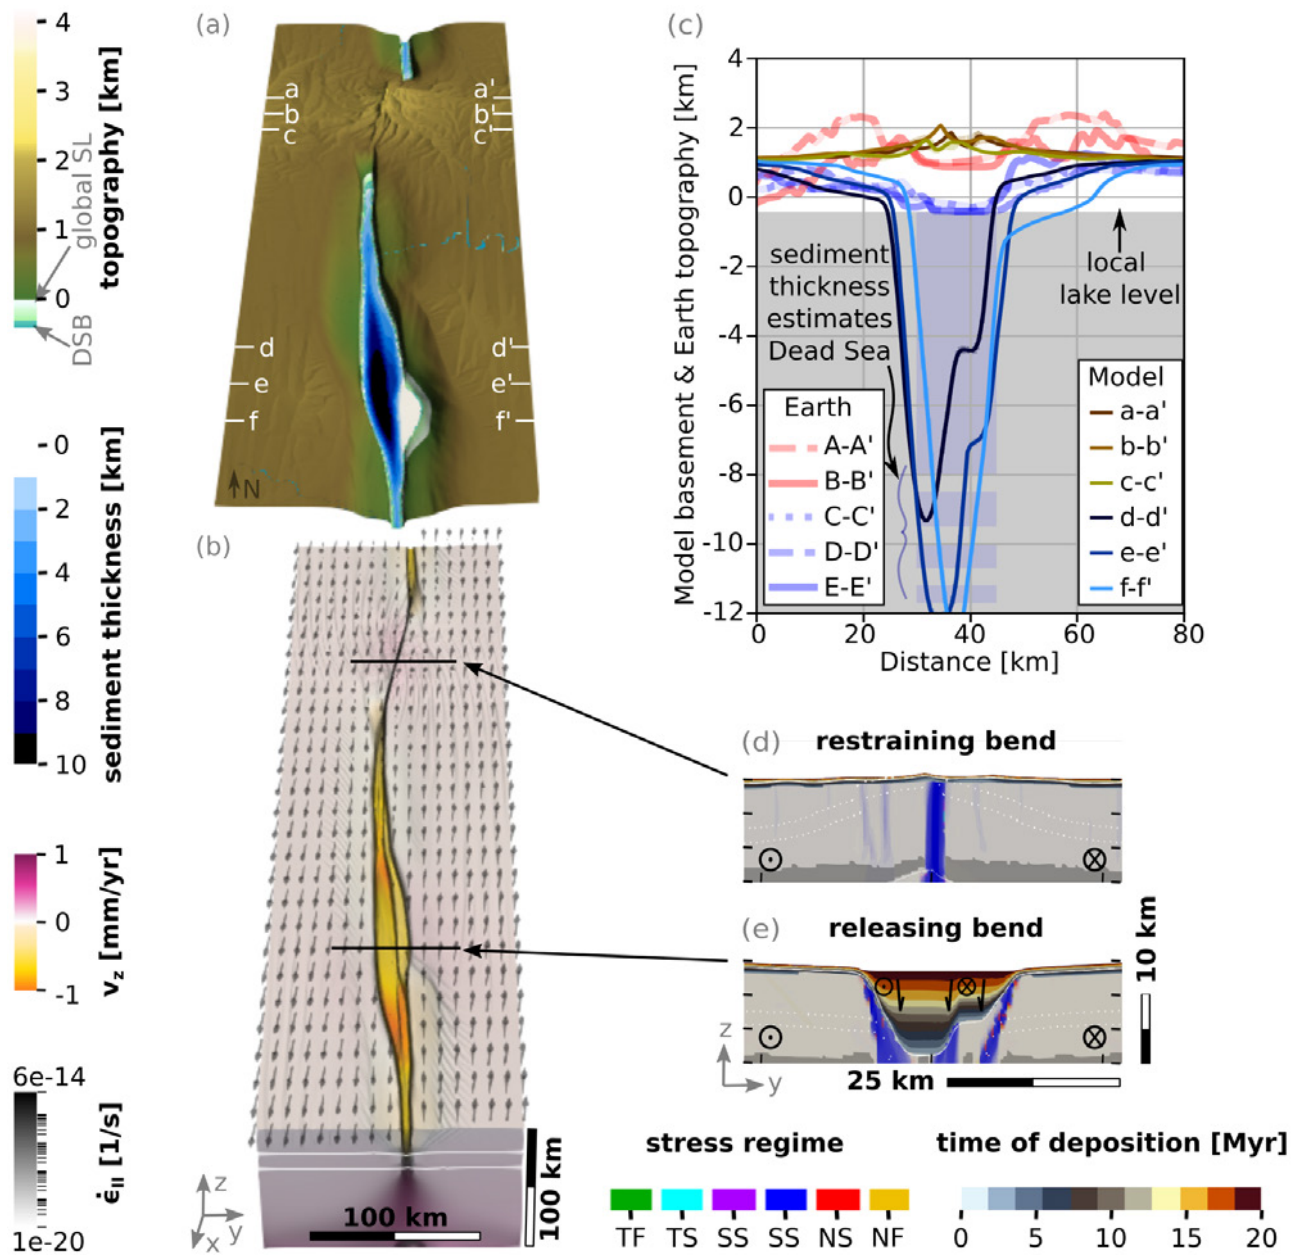 (a)
4
3
2
1
0
topography [km]
global SL
DSB
a
a'
b
b'
c
c'
d
d'
e
e'
f
f'
N
0
2
4
6
8
10
sediment thickness [km]
(b)
1
0
-1
v_z [mm/yr]
6e-14
1e-20
ε̇_II [1/s]
z
y
x
100 km
100 km
(c)
Model basement & Earth topography [km]
4
2
0
-2
-4
-6
-8
-10
-12
sediment
thickness
estimates
Dead Sea
local
lake level
Earth
A-A'
B-B'
C-C'
D-D'
E-E'
Model
a-a'
b-b'
c-c'
d-d'
e-e'
f-f'
0 20 40 60 80
Distance [km]
(d) restraining bend
(e) releasing bend
10 km
z
y
25 km
stress regime
TF TS SS SS NS NF
time of deposition [Myr]
0 5 10 15 20